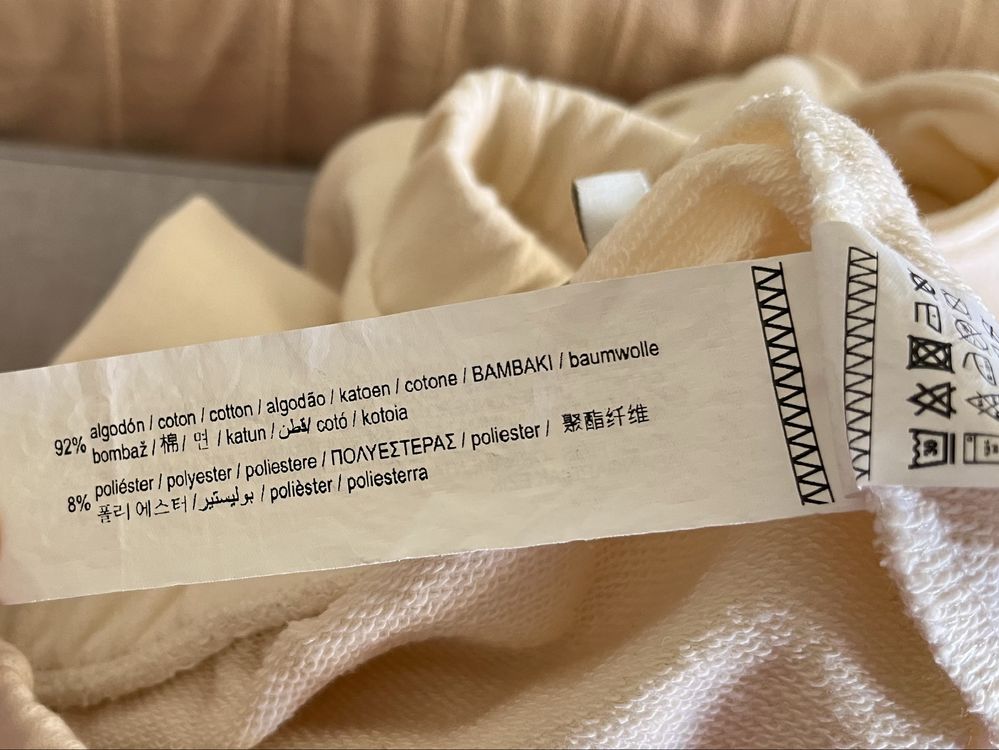 92% algodón / coton / cotton / algodão / katoen / cotone / BAMBAKI / baumwolle
bombaž / 棉 / 면 / katun / قطن/ cotó / kotoia
8% poliéster / polyester / poliestere / ΠΟΛΥΕΣΤΕΡΑΣ / poliester / 聚酯纤维
폴리 에스터 / بوليستير / polièster / poliesterra